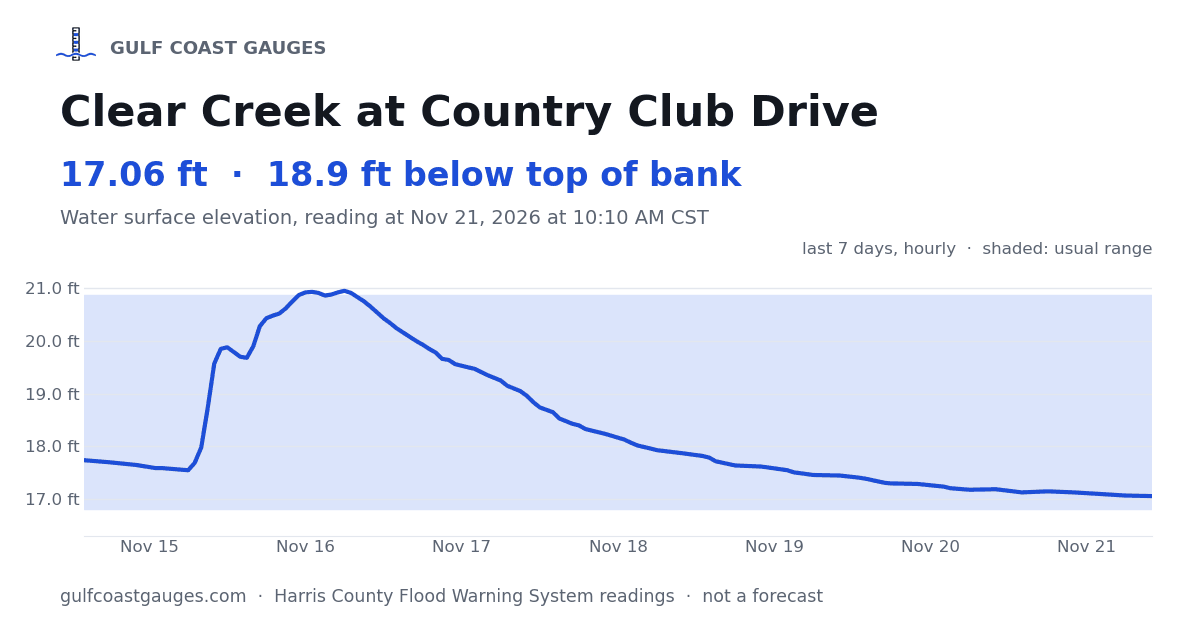 GULF COAST GAUGES
Clear Creek at Country Club Drive
17.06 ft · 18.9 ft below top of bank
Water surface elevation, reading at Nov 21, 2026 at 10:10 AM CST
last 7 days, hourly · shaded: usual range
21.0 ft
20.0 ft
19.0 ft
18.0 ft
17.0 ft
Nov 15 Nov 16 Nov 17 Nov 18 Nov 19 Nov 20 Nov 21
gulfcoastgauges.com · Harris County Flood Warning System readings · not a forecast